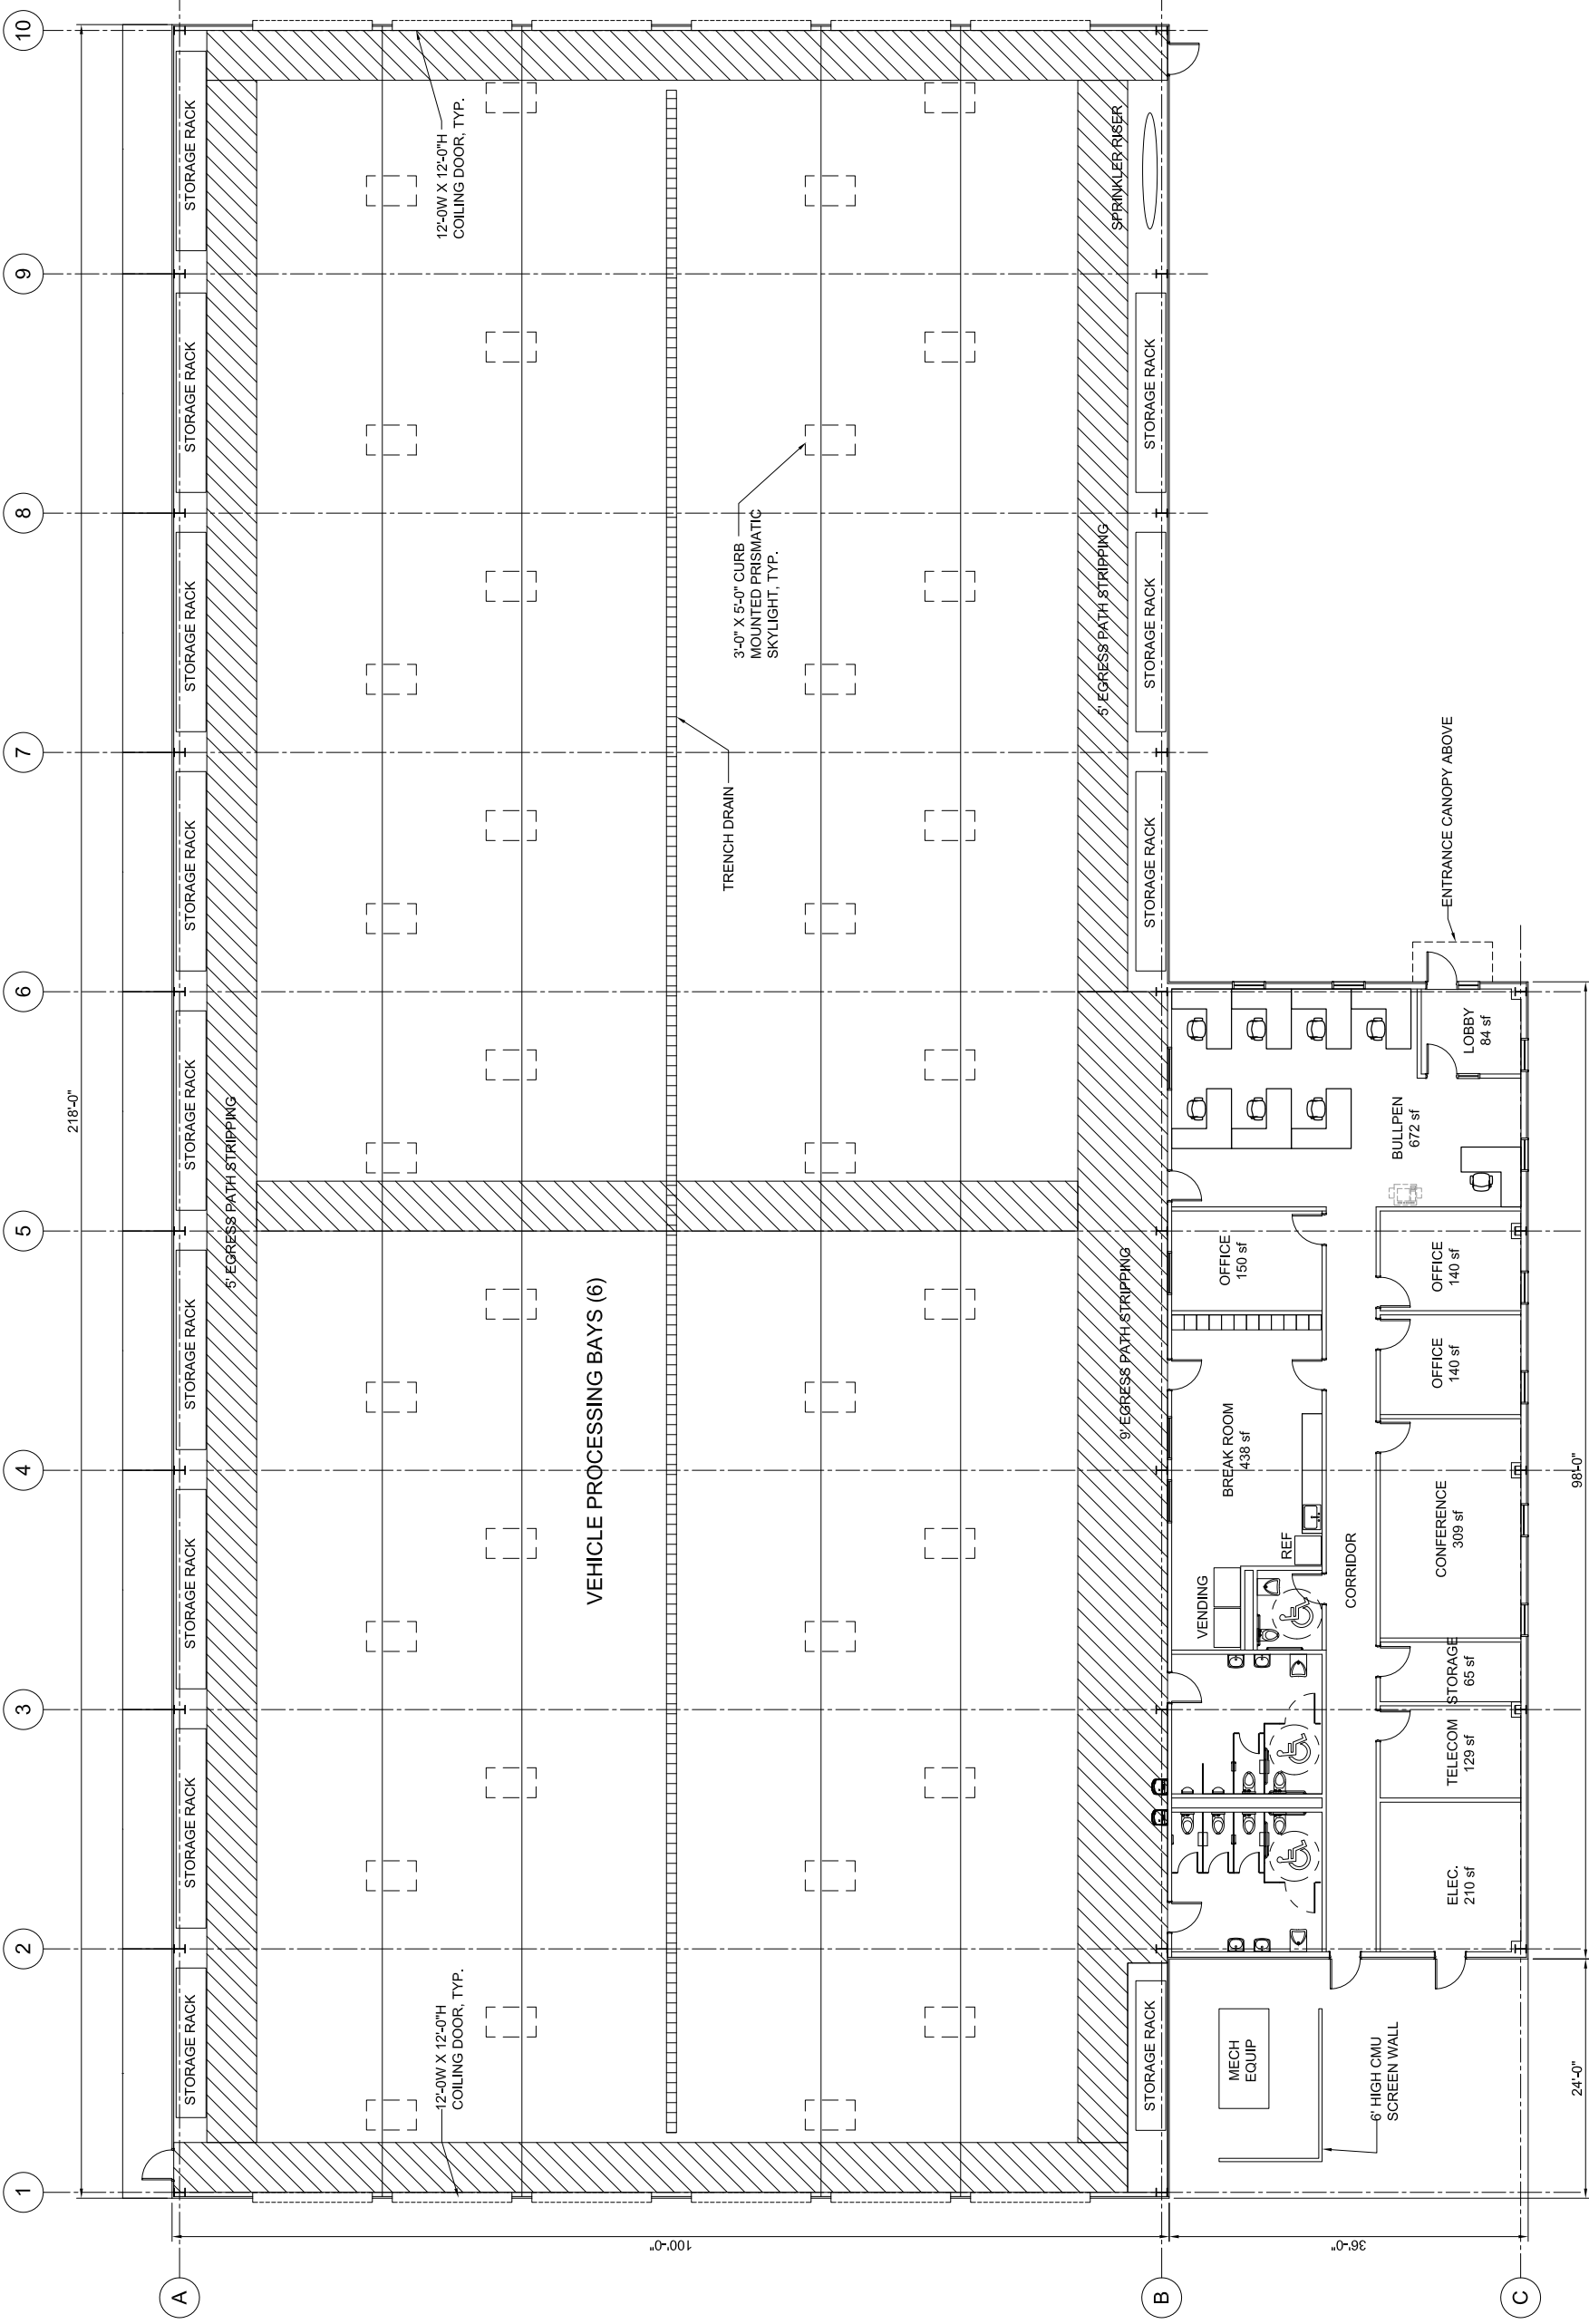 1
2
3
4
5
6
7
8
9
10
218'-0"
A
STORAGE RACK
STORAGE RACK
STORAGE RACK
STORAGE RACK
STORAGE RACK
STORAGE RACK
STORAGE RACK
STORAGE RACK
STORAGE RACK
5' EGRESS PATH STRIPPING
12'-0W X 12'-0"H
COILING DOOR, TYP.
12'-0W X 12'-0"H
COILING DOOR, TYP.
VEHICLE PROCESSING BAYS (6)
100'-0"
TRENCH DRAIN
3'-0" X 5'-0" CURB
MOUNTED PRISMATIC
SKYLIGHT, TYP.
9' EGRESS PATH STRIPPING
5' EGRESS PATH STRIPPING
SPRINKLER RISER
B
STORAGE RACK
STORAGE RACK
STORAGE RACK
STORAGE RACK
MECH
EQUIP
6' HIGH CMU
SCREEN WALL
VENDING
REF
BREAK ROOM
438 sf
OFFICE
150 sf
CORRIDOR
36'-0"
ELEC.
210 sf
TELECOM
129 sf
STORAGE
65 sf
CONFERENCE
309 sf
OFFICE
140 sf
OFFICE
140 sf
BULLPEN
672 sf
LOBBY
84 sf
ENTRANCE CANOPY ABOVE
C
24'-0"
98'-0"